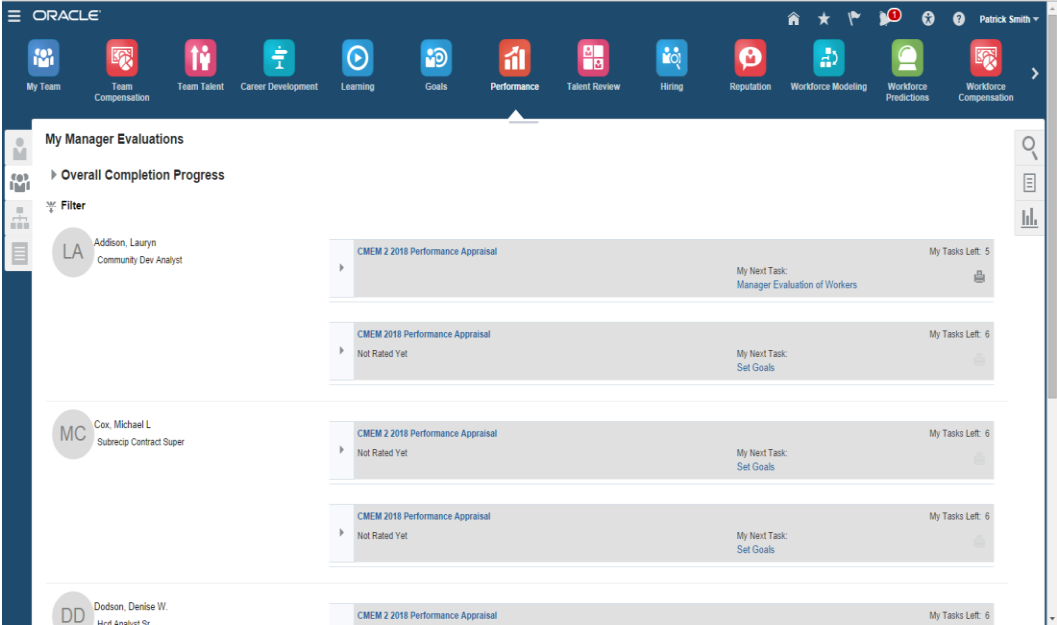 ORACLE
1
Patrick Smith
My Team
Team Compensation
Team Talent
Career Development
Learning
Goals
Performance
Talent Review
Hiring
Reputation
Workforce Modeling
Workforce Predictions
Workforce Compensation
My Manager Evaluations
Overall Completion Progress
Filter
LA
Addison, Lauryn
Community Dev Analyst
CMEM 2 2018 Performance Appraisal
My Tasks Left: 5
My Next Task:
Manager Evaluation of Workers
CMEM 2018 Performance Appraisal
My Tasks Left: 6
Not Rated Yet
My Next Task:
Set Goals
MC
Cox, Michael L
Subrecip Contract Super
CMEM 2 2018 Performance Appraisal
My Tasks Left: 6
Not Rated Yet
My Next Task:
Set Goals
CMEM 2018 Performance Appraisal
My Tasks Left: 6
Not Rated Yet
My Next Task:
Set Goals
DD
Dodson, Denise W.
Hcd Analyst Sr
CMEM 2 2018 Performance Appraisal
My Tasks Left: 6